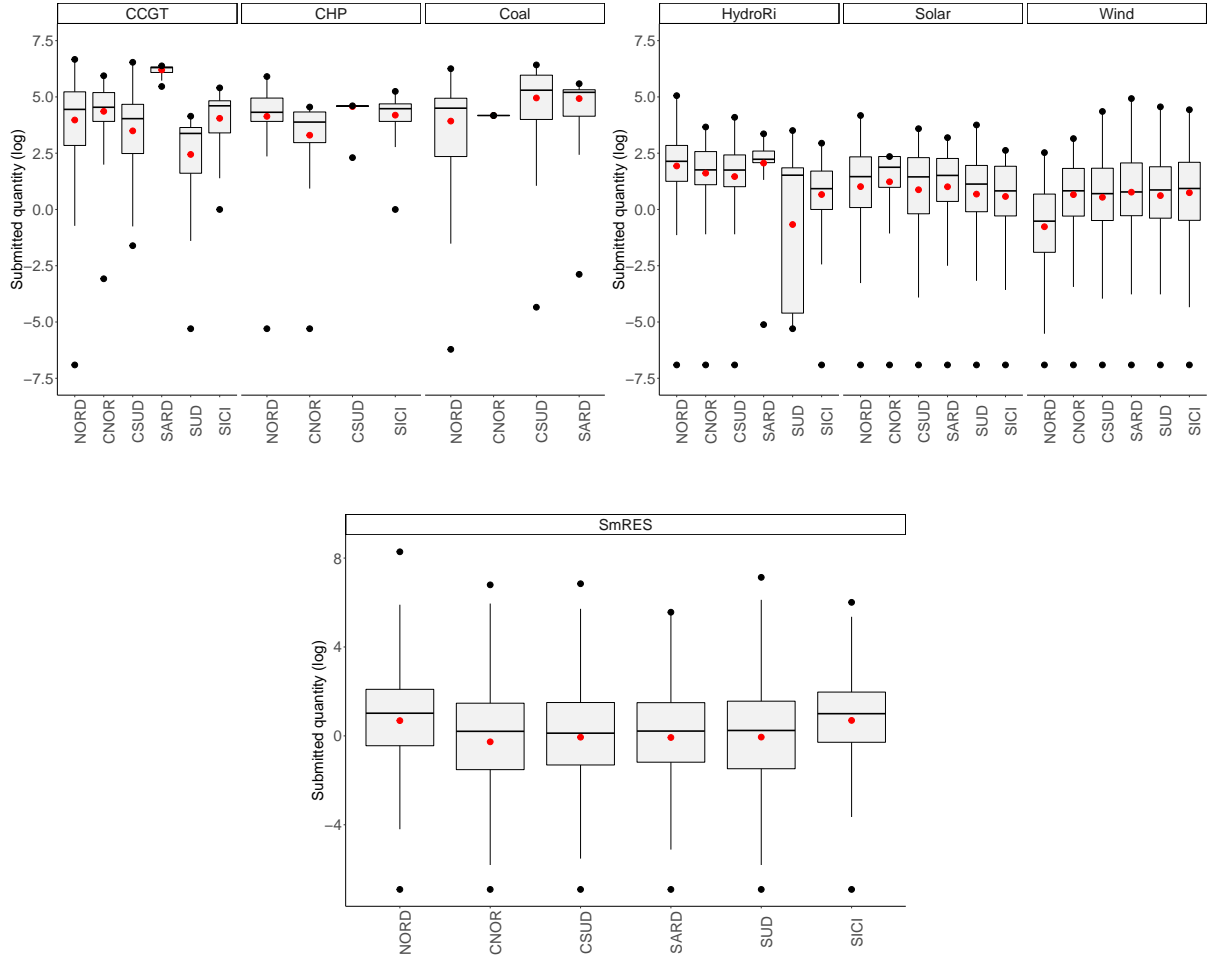 CCGT CHP Coal
Submitted quantity (log)
7.5
5.0
2.5
0.0
−2.5
−5.0
−7.5
NORD CNOR CSUD SARD SUD SICI NORD CNOR CSUD SICI NORD CNOR CSUD SARD
HydroRi Solar Wind
Submitted quantity (log)
7.5
5.0
2.5
0.0
−2.5
−5.0
−7.5
NORD CNOR CSUD SARD SUD SICI NORD CNOR CSUD SARD SUD SICI NORD CNOR CSUD SARD SUD SICI
SmRES
Submitted quantity (log)
8
4
0
−4
NORD CNOR CSUD SARD SUD SICI